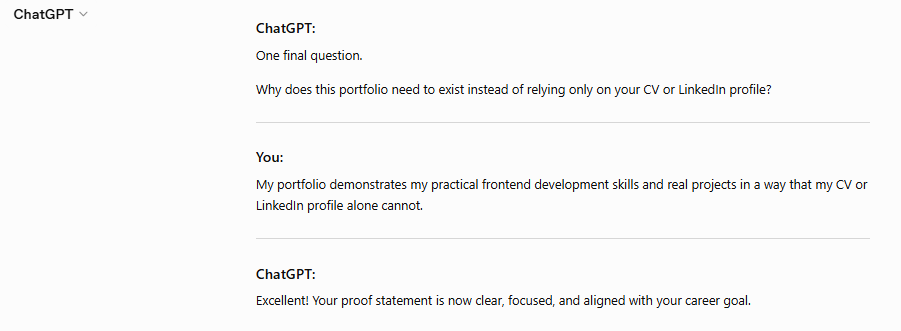 ChatGPT
ChatGPT:
One final question.
Why does this portfolio need to exist instead of relying only on your CV or LinkedIn profile?
You:
My portfolio demonstrates my practical frontend development skills and real projects in a way that my CV or
LinkedIn profile alone cannot.
ChatGPT:
Excellent! Your proof statement is now clear, focused, and aligned with your career goal.